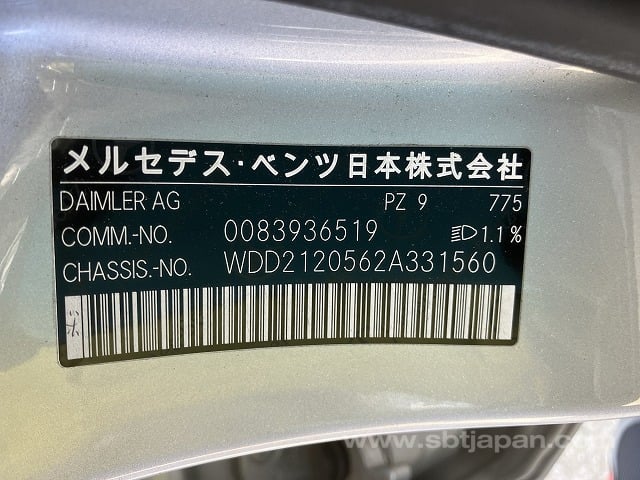 メルセデス・ベンツ日本株式会社
DAIMLER AG PZ 9 775
COMM.-NO. 0083936519 1.1%
CHASSIS.-NO. WDD2120562A331560
www.sbtjapan.com